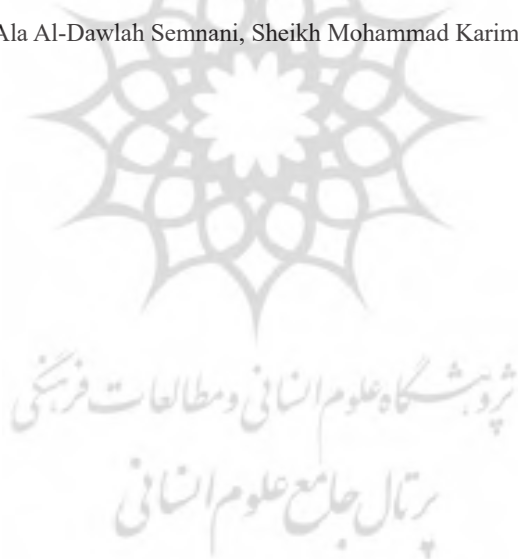 Ala Al-Dawlah Semnani, Sheikh Mohammad Karim
پژوهشگاه علوم انسانی و مطالعات فرهنگی
پرتال جامع علوم انسانی